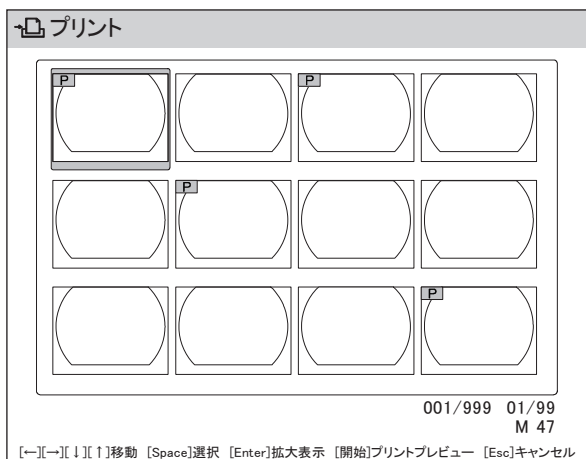 プリント
P
P
P
P
001/999 01/99
M 47
[←][→][↓][↑]移動 [Space]選択 [Enter]拡大表示 [開始]プリントプレビュー [Esc]キャンセル